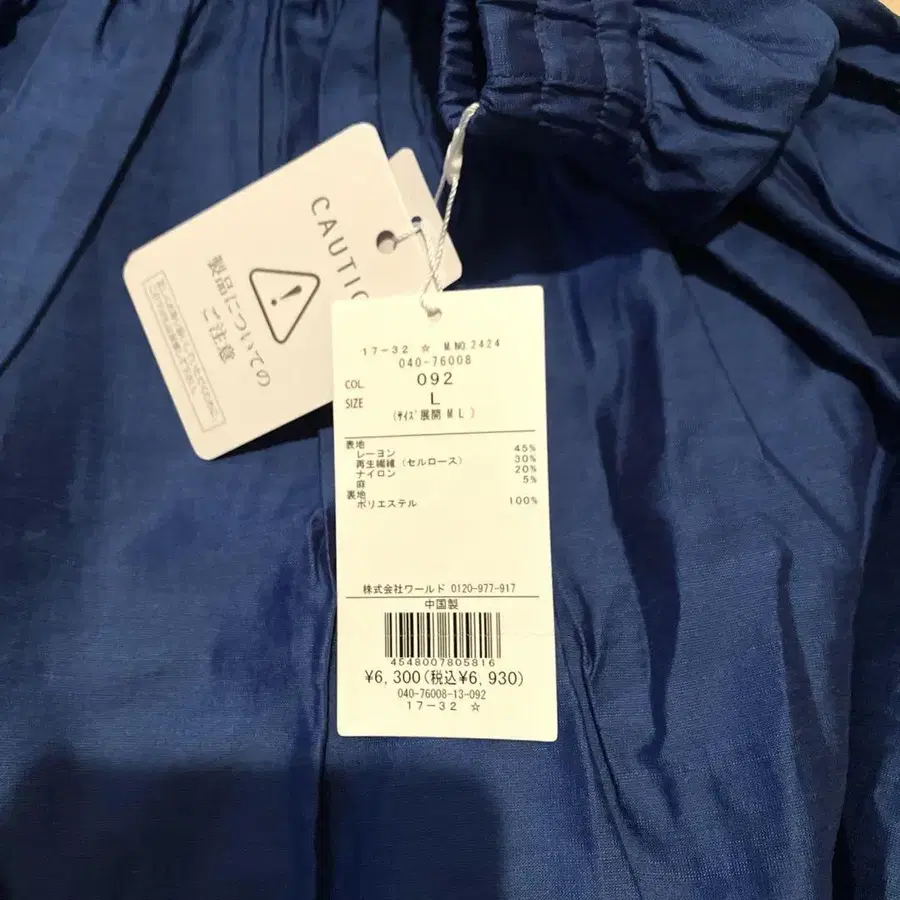 CAUTIO
製品についての
ご注意
17-32 ☆ M.NO.2424
040-76008
COL. 092
SIZE L
(サイズ展開 M L )
表地
レーヨン 45%
再生繊維(セルロース) 30%
ナイロン 20%
麻 5%
裏地
ポリエステル 100%
株式会社ワールド 0120-977-917
中国製
4548007805816
¥6,300(税込¥6,930)
040-76008-13-092
17-32 ☆